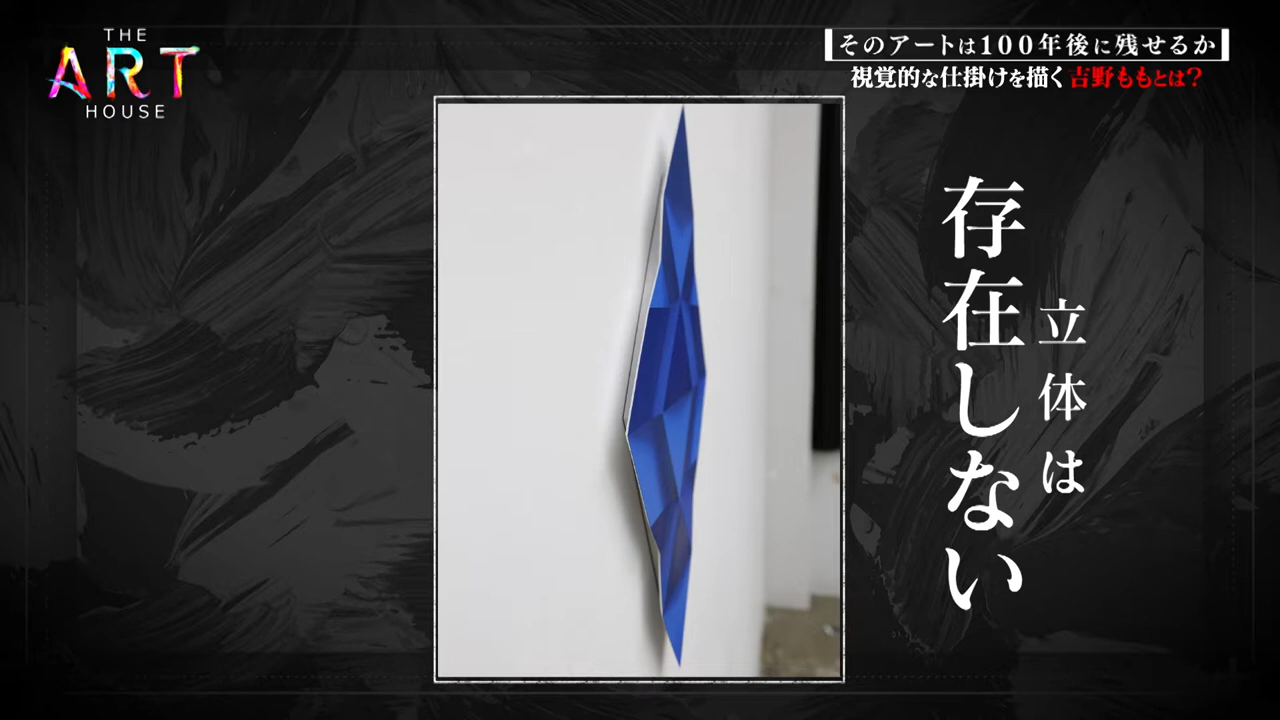 THE
ART
HOUSE
そのアートは100年後に残せるか
視覚的な仕掛けを描く吉野ももとは?
立体は
存在しない